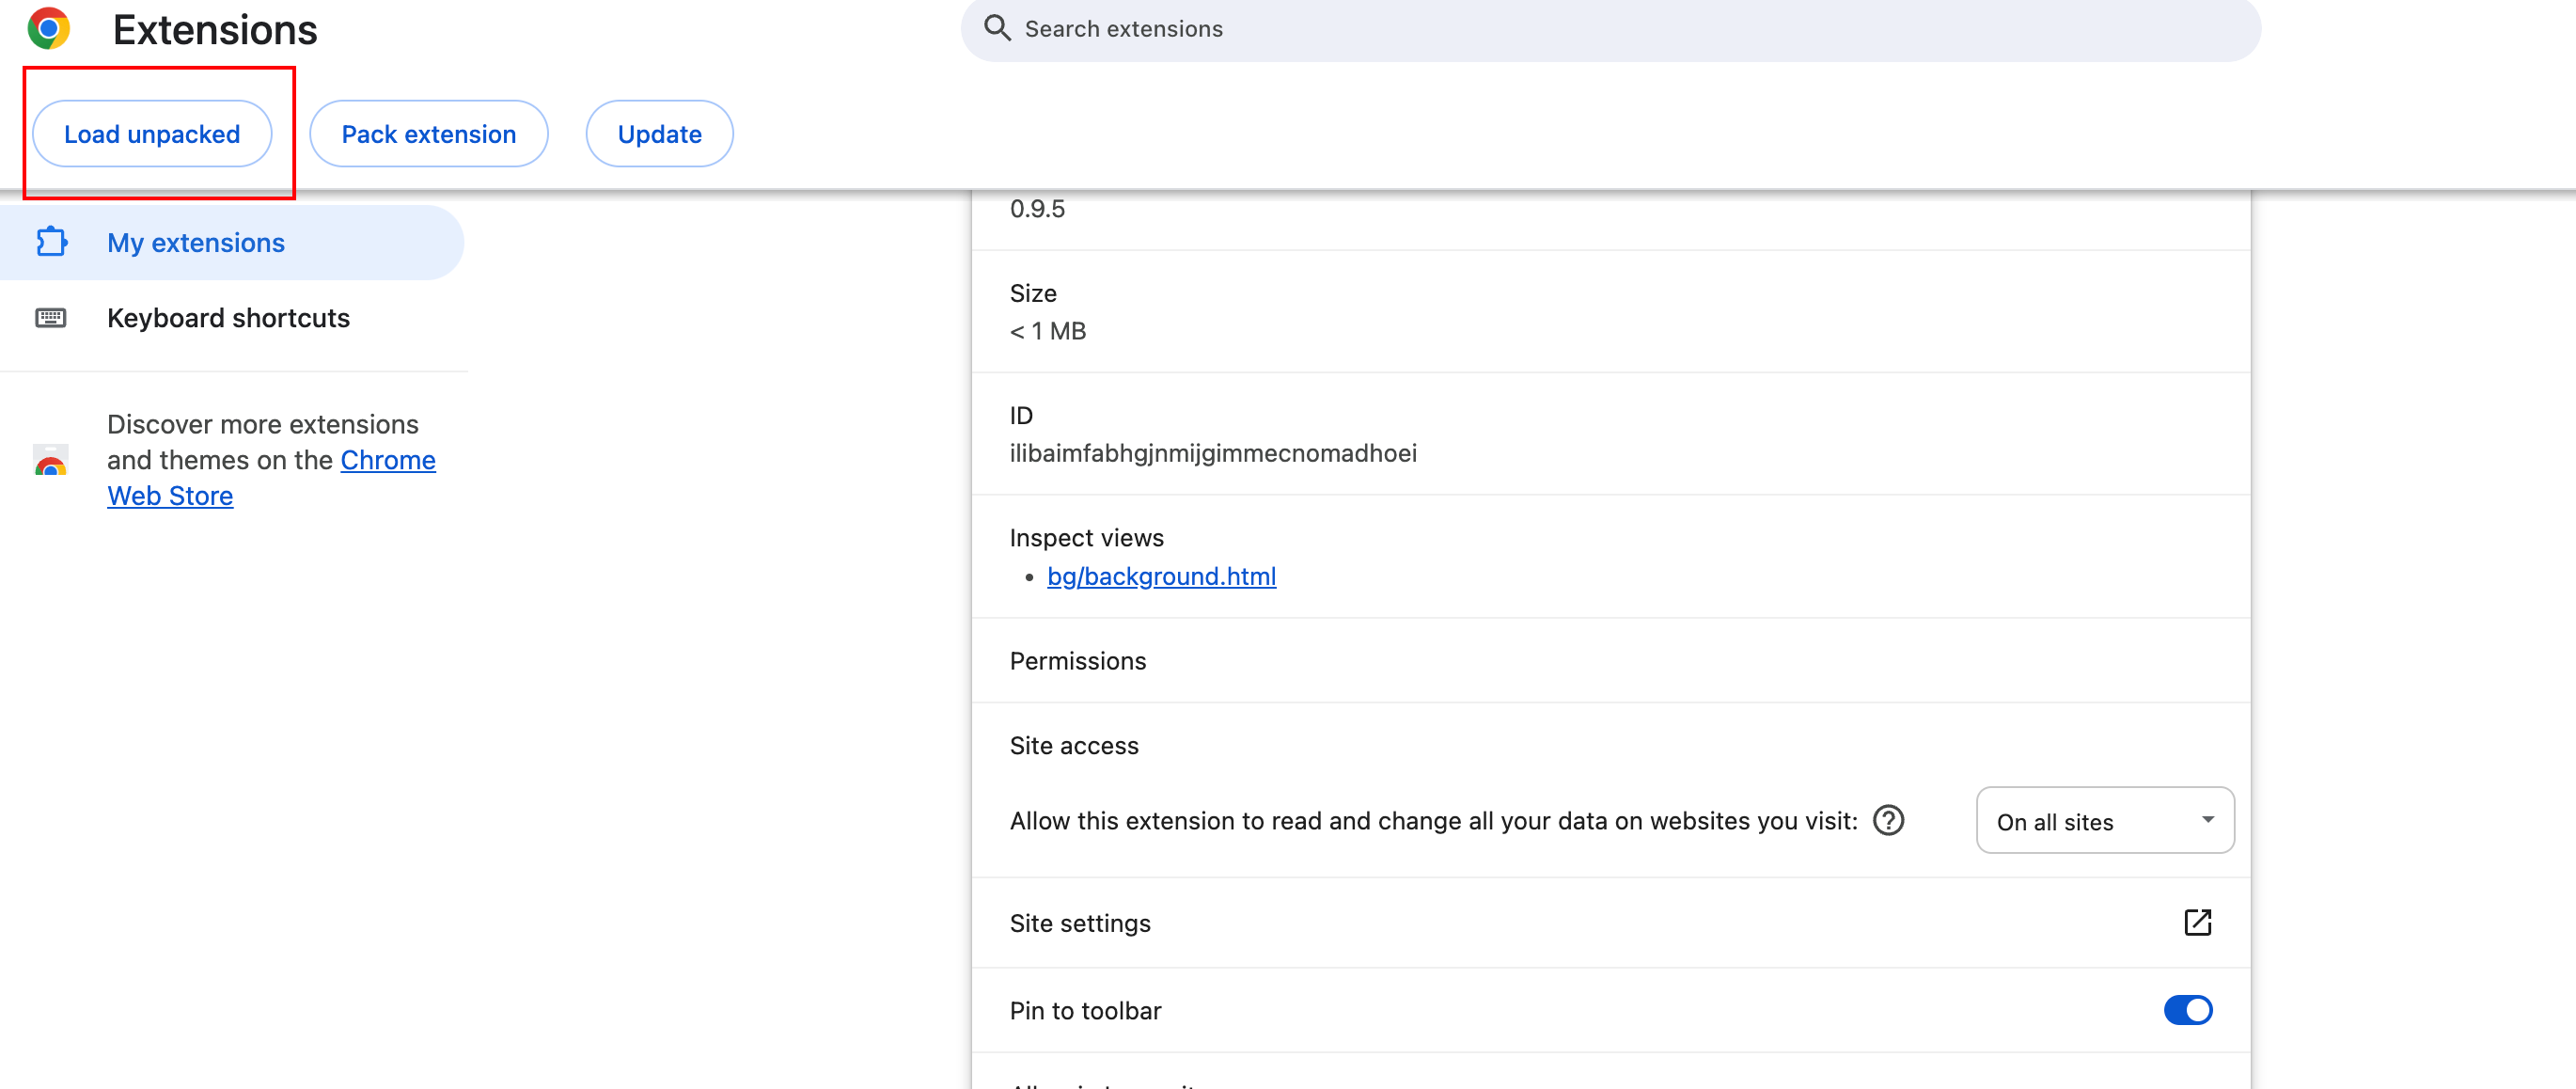 Extensions
Search extensions
Load unpacked
Pack extension
Update
My extensions
Keyboard shortcuts
Discover more extensions
and themes on the Chrome
Web Store
0.9.5
Size
< 1 MB
ID
ilibaimfabhgjnmijgimmecnomadhoei
Inspect views
• bg/background.html
Permissions
Site access
Allow this extension to read and change all your data on websites you visit:
On all sites
Site settings
Pin to toolbar